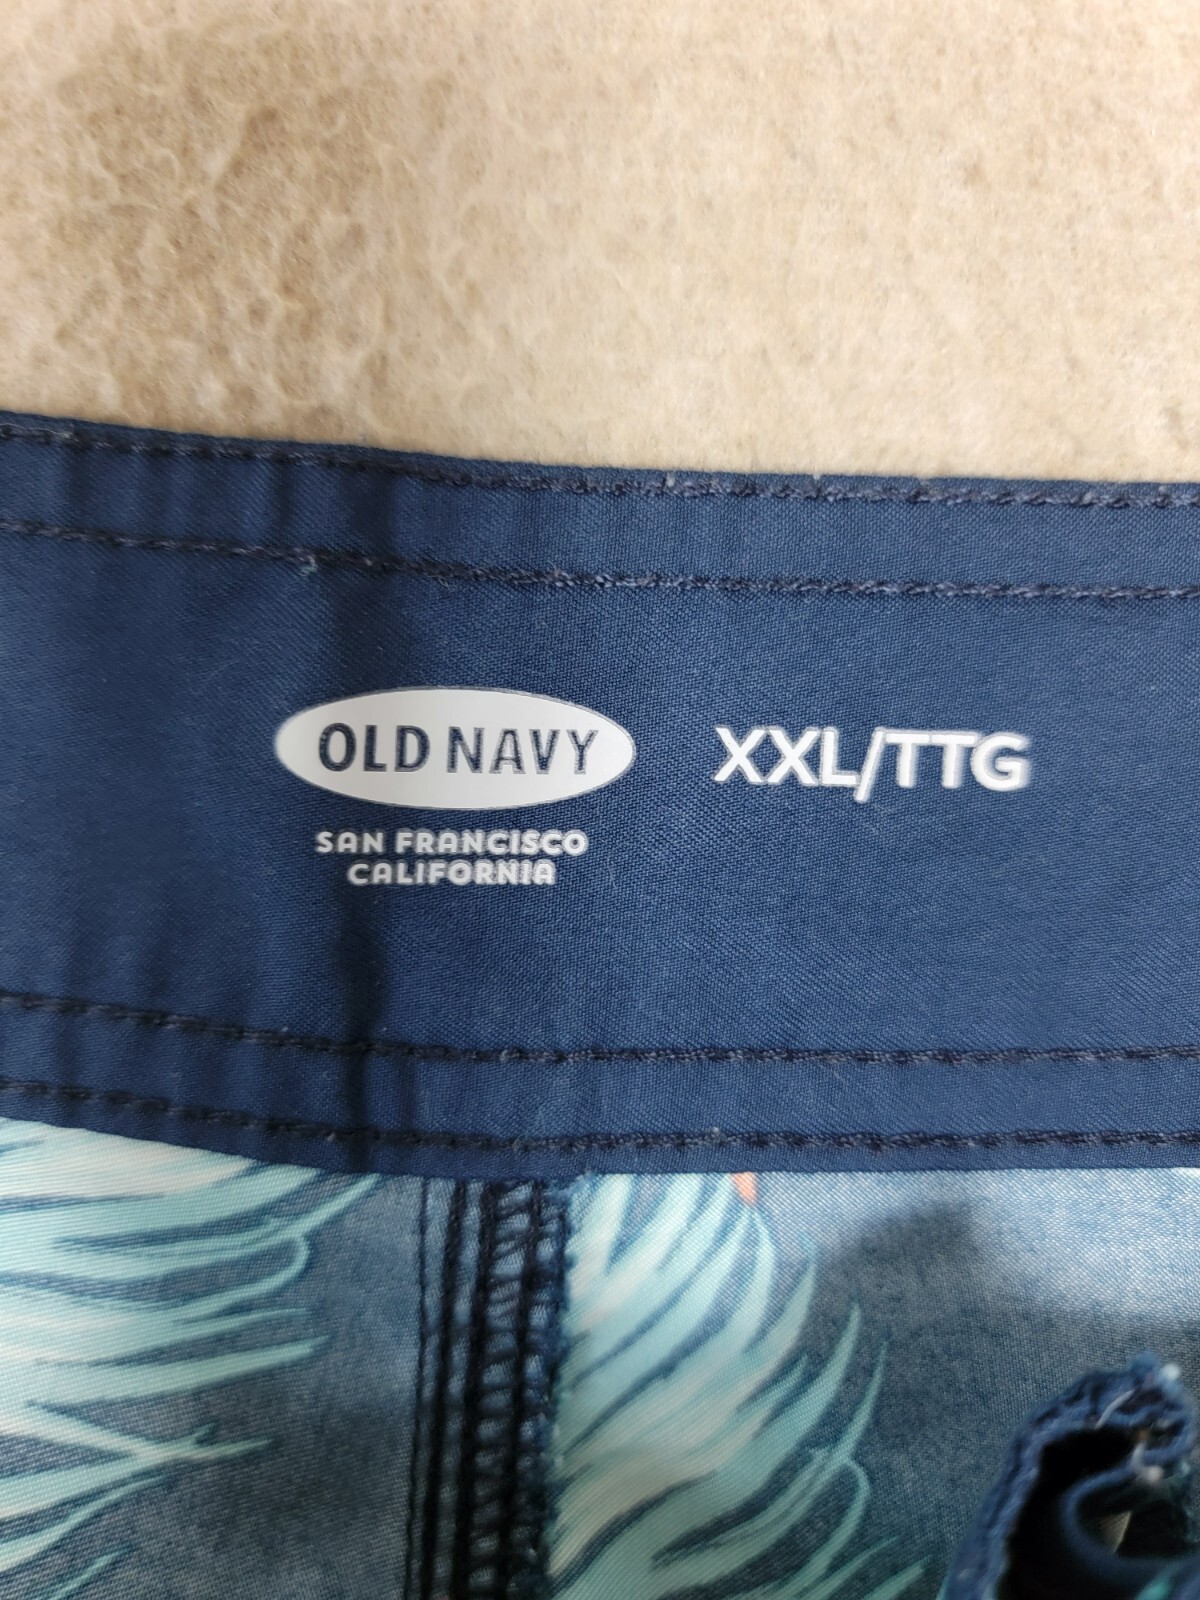 OLD NAVY
SAN FRANCISCO
CALIFORNIA
XXL/TTG